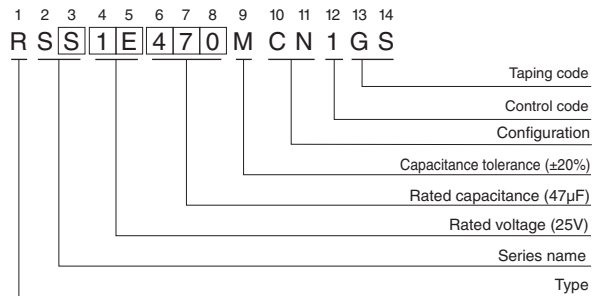 1 2 3 4 5 6 7 8 9 10 11 12 13 14
R S S 1 E 4 7 0 M C N 1 G S
Taping code
Control code
Configuration
Capacitance tolerance (±20%)
Rated capacitance (47µF)
Rated voltage (25V)
Series name
Type